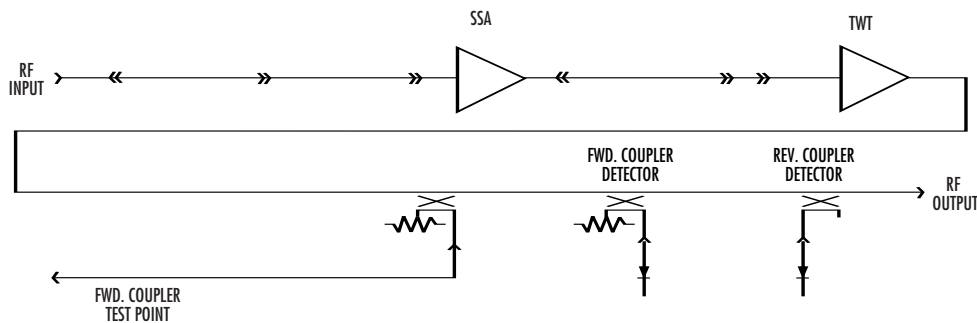 SSA
TWT
RF
INPUT
FWD. COUPLER
DETECTOR
REV. COUPLER
DETECTOR
RF
OUTPUT
FWD. COUPLER
TEST POINT